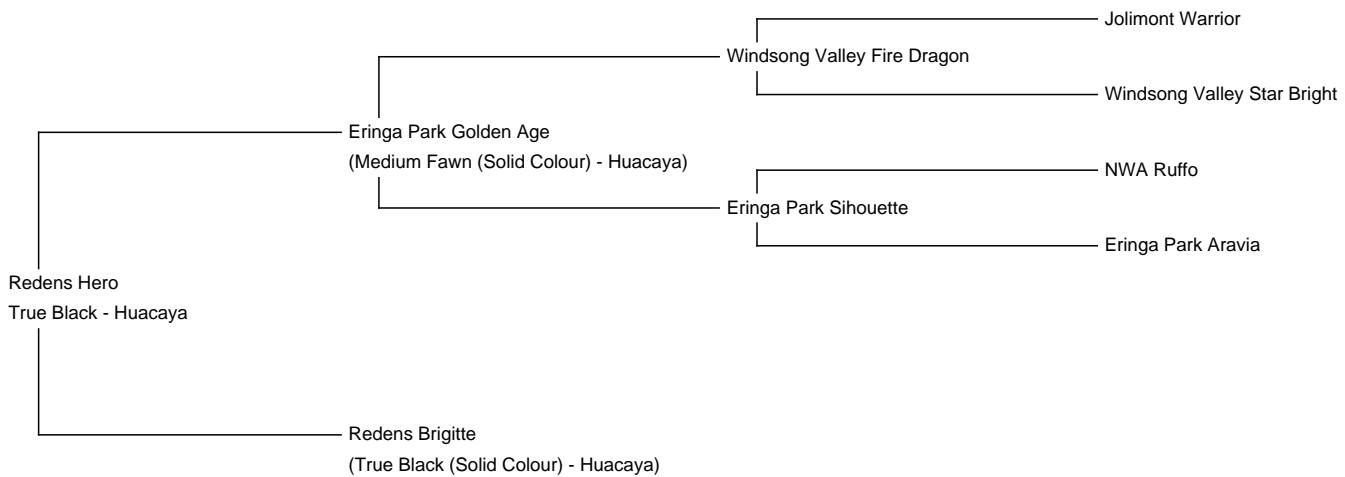 Jolimont Warrior
Windsong Valley Fire Dragon
Windsong Valley Star Bright
Eringa Park Golden Age
(Medium Fawn (Solid Colour) - Huacaya)
NWA Ruffo
Eringa Park Sihouette
Eringa Park Aravia
Redens Hero
True Black - Huacaya
Redens Brigitte
(True Black (Solid Colour) - Huacaya)